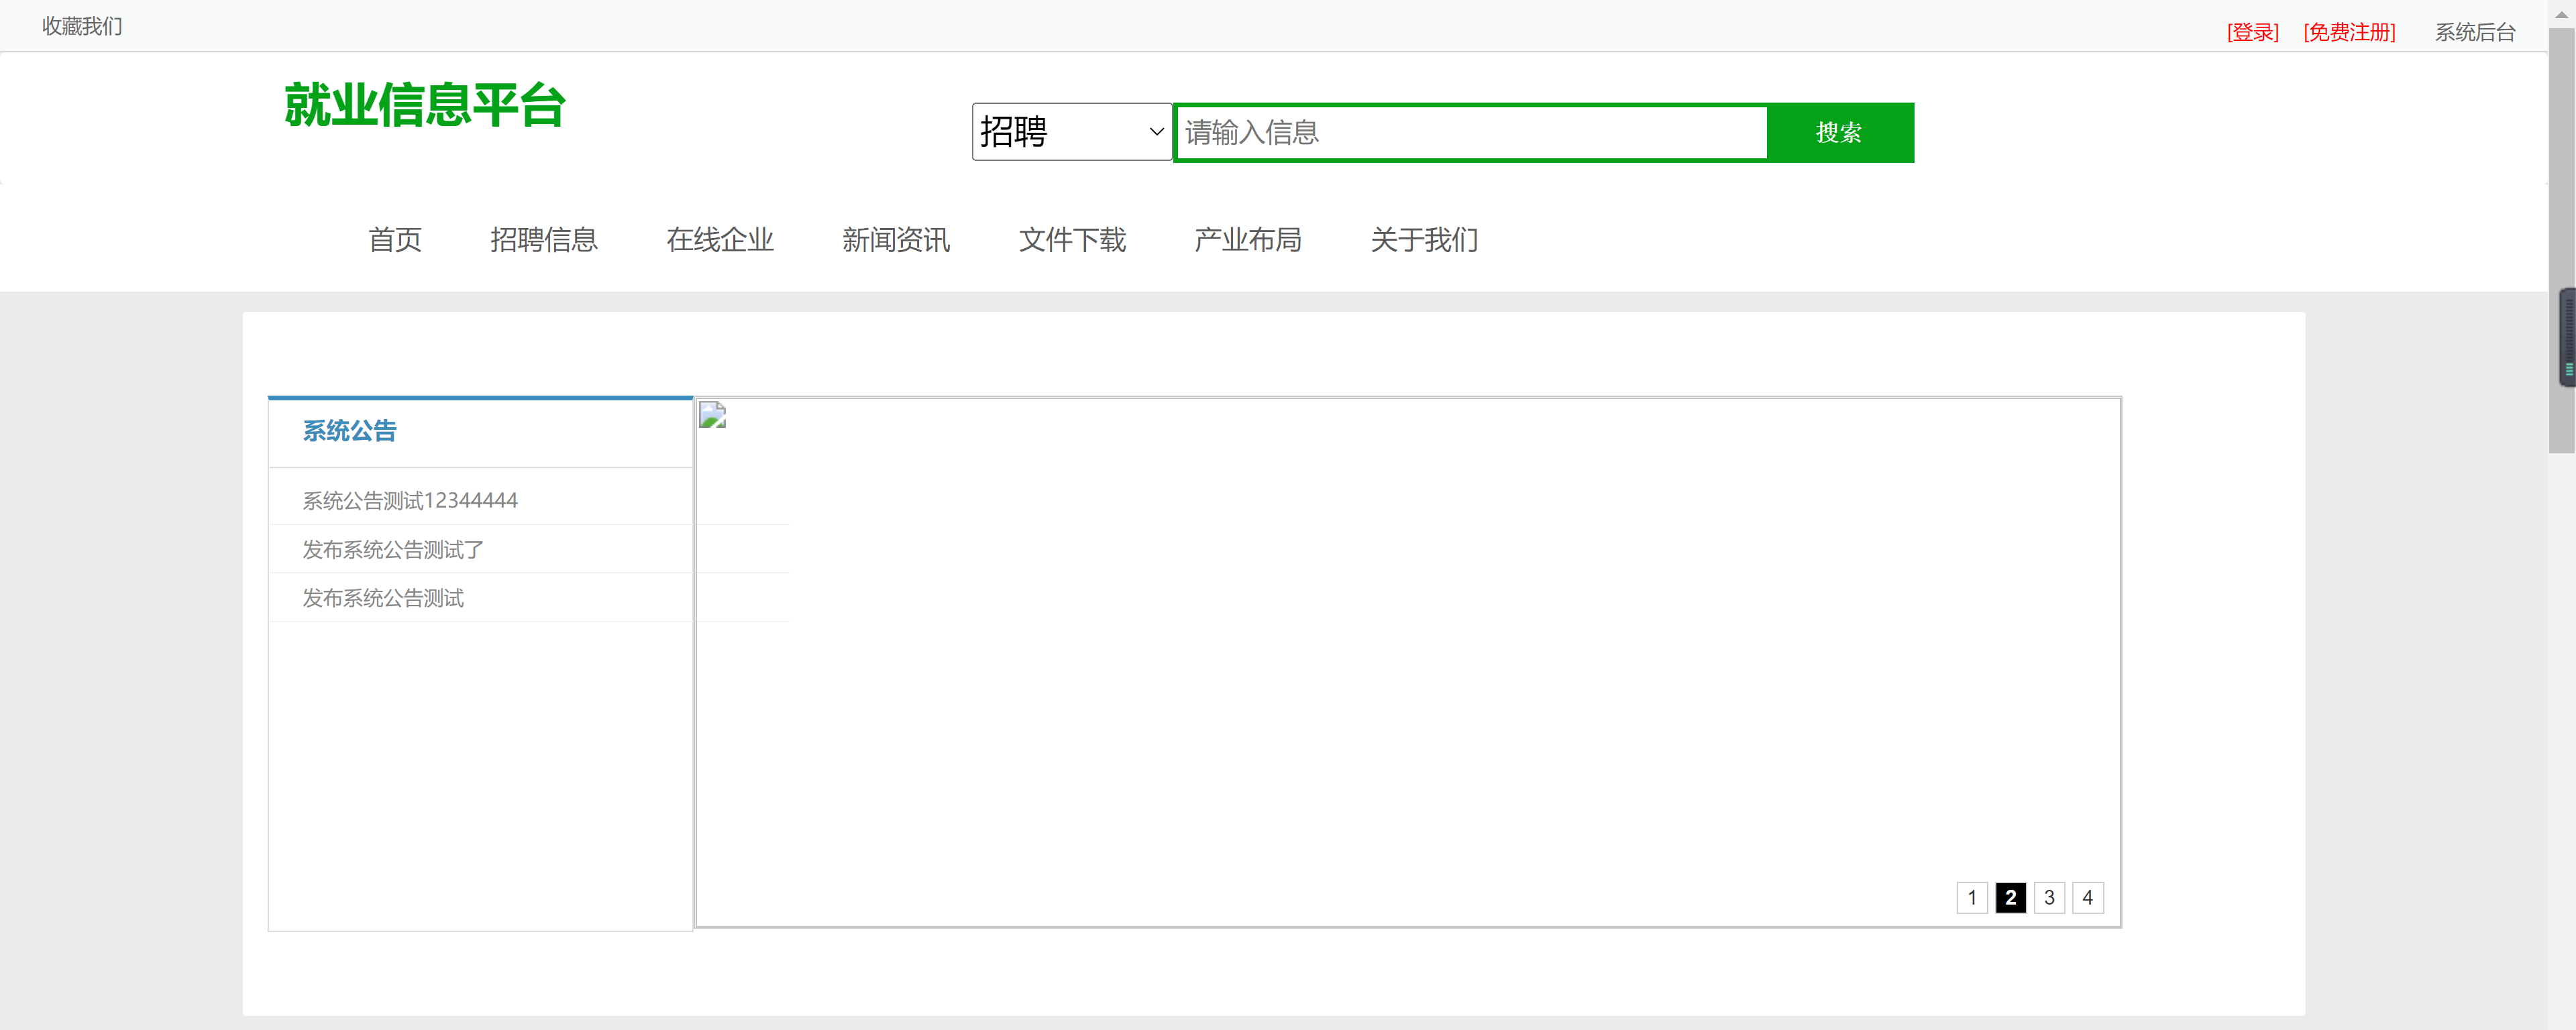 收藏我们
[登录] [免费注册] 系统后台
就业信息平台
招聘 请输入信息 搜索
首页 招聘信息 在线企业 新闻资讯 文件下载 产业布局 关于我们
系统公告
系统公告测试12344444
发布系统公告测试了
发布系统公告测试
1 2 3 4